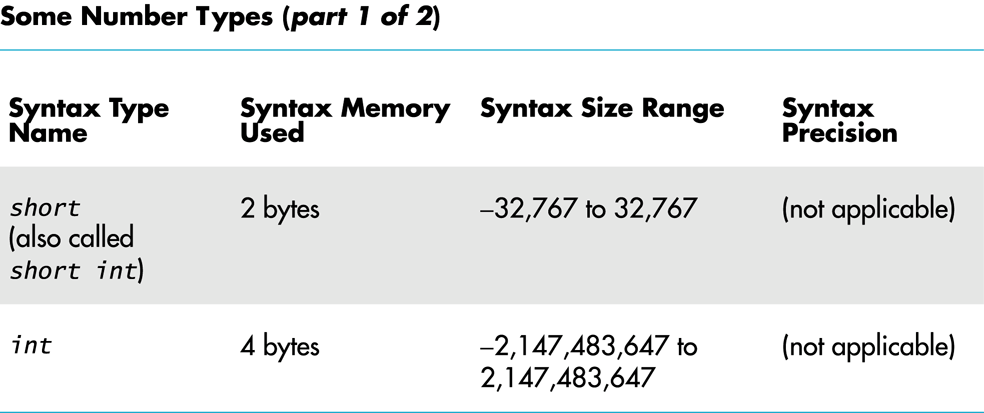 Some Number Types (part 1 of 2)
Syntax Type Name Syntax Memory Used Syntax Size Range Syntax Precision
short (also called short int) 2 bytes –32,767 to 32,767 (not applicable)
int 4 bytes –2,147,483,647 to 2,147,483,647 (not applicable)